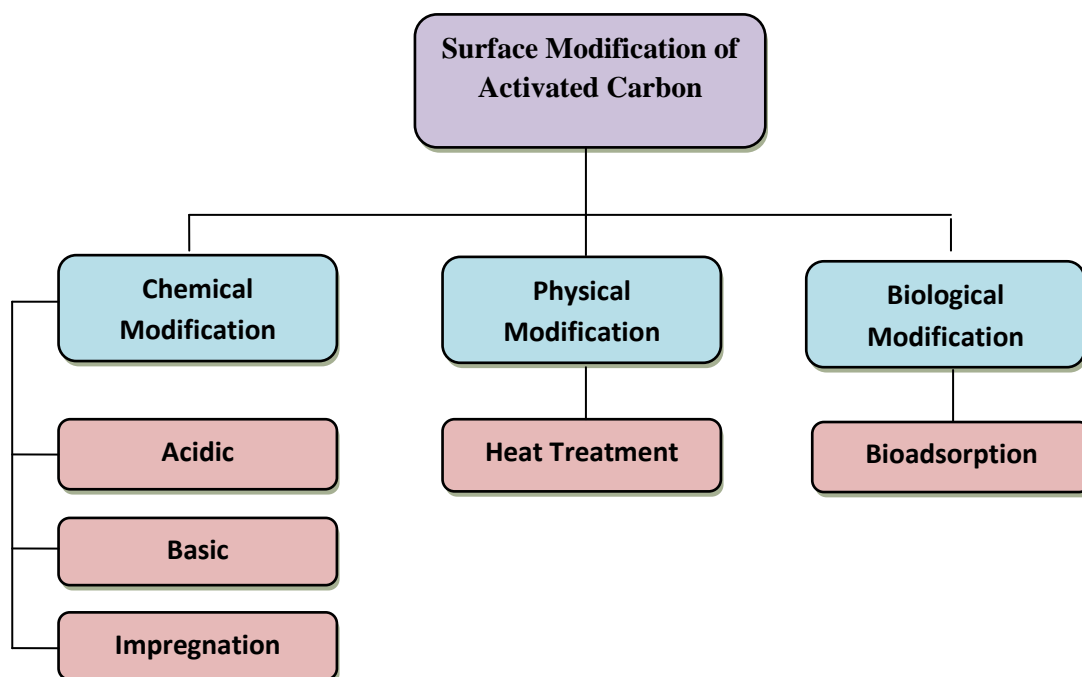 Surface Modification of
Activated Carbon
Chemical
Modification
Physical
Modification
Biological
Modification
Acidic
Heat Treatment
Bioadsorption
Basic
Impregnation